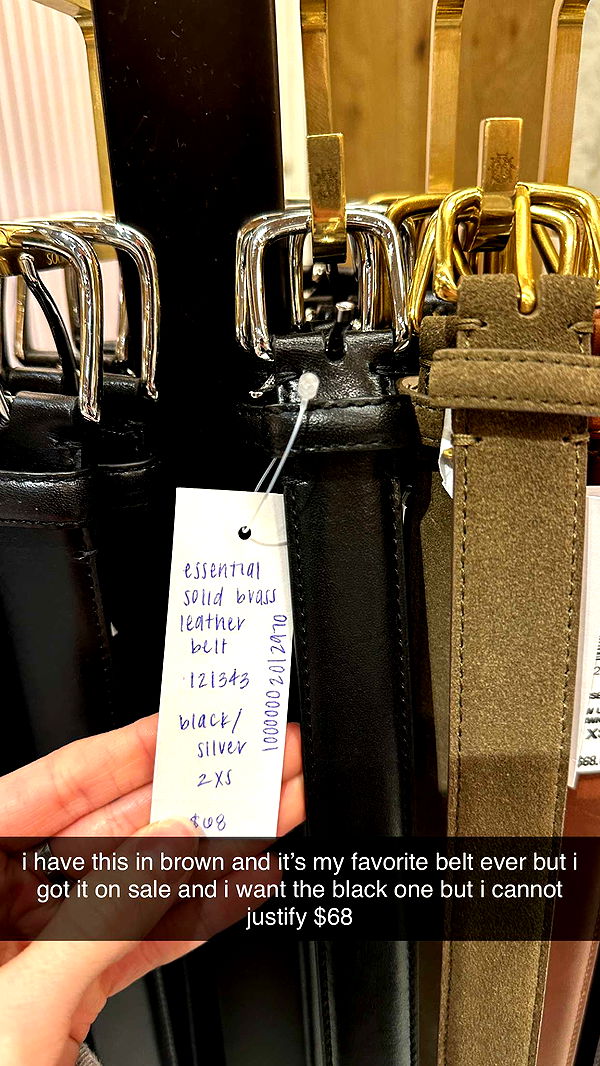 essential
solid brass
leather
belt
121343
black/
silver
2XS
$68
1000002012970
X
$68.
i have this in brown and it's my favorite belt ever but i
got it on sale and i want the black one but i cannot
justify $68